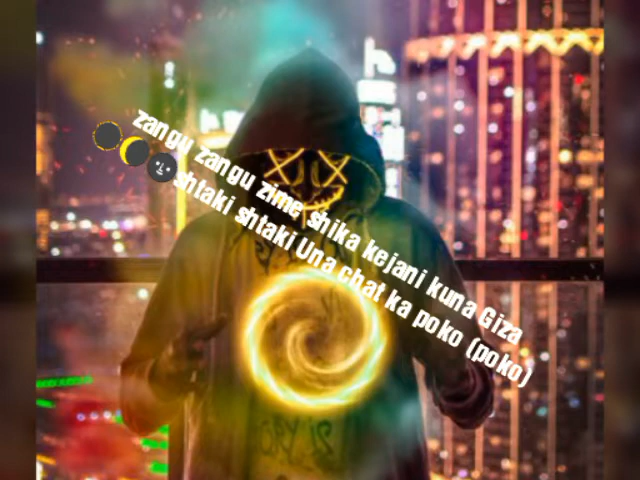 zangu zangu zime shika kejani kuna Giza
shtaki shtaki Una chat ka poko (poko)